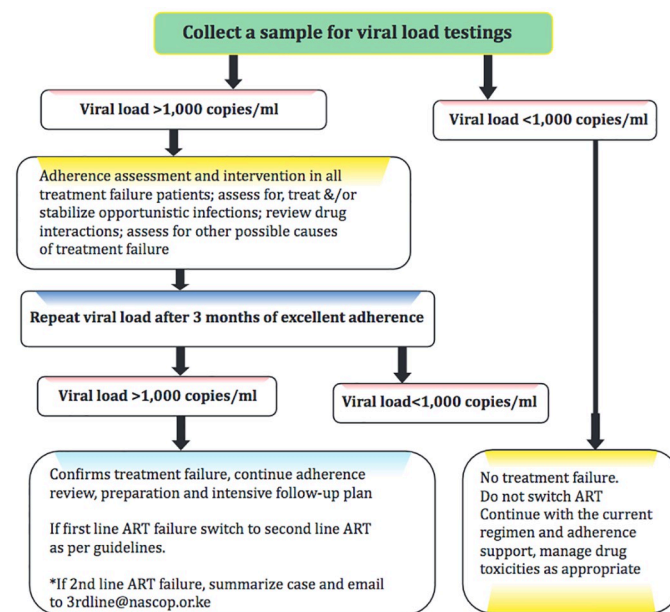 Collect a sample for viral load testings
Viral load >1,000 copies/ml
Viral load <1,000 copies/ml
Adherence assessment and intervention in all
treatment failure patients; assess for, treat &/or
stabilize opportunistic infections; review drug
interactions; assess for other possible causes
of treatment failure
Repeat viral load after 3 months of excellent adherence
Viral load >1,000 copies/ml
Viral load<1,000 copies/ml
Confirms treatment failure, continue adherence
review, preparation and intensive follow-up plan
If first line ART failure switch to second line ART
as per guidelines.
*If 2nd line ART failure, summarize case and email
to 3rdline@nascop.or.ke
No treatment failure.
Do not switch ART
Continue with the current
regimen and adherence
support, manage drug
toxicities as appropriate